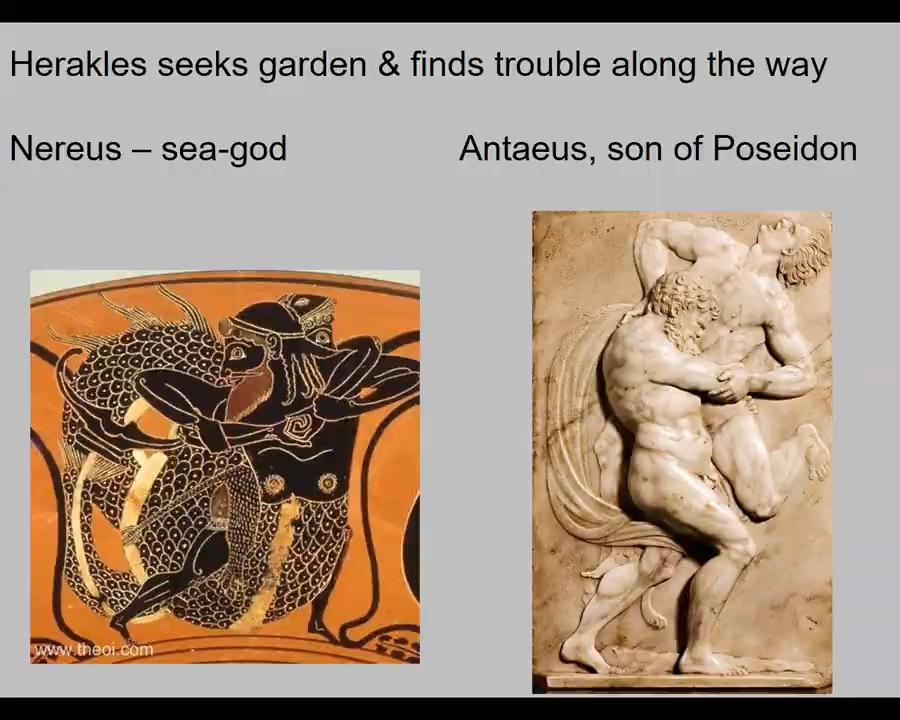 Herakles seeks garden & finds trouble along the way
Nereus – sea-god
Antaeus, son of Poseidon
www.theoi.com